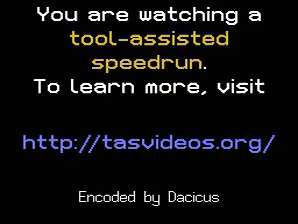 You are watching a
tool-assisted
speedrun.
To learn more, visit
http://tasvideos.org/
Encoded by Dacicus